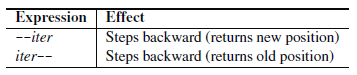 Expression Effect
--iter Steps backward (returns new position)
iter-- Steps backward (returns old position)